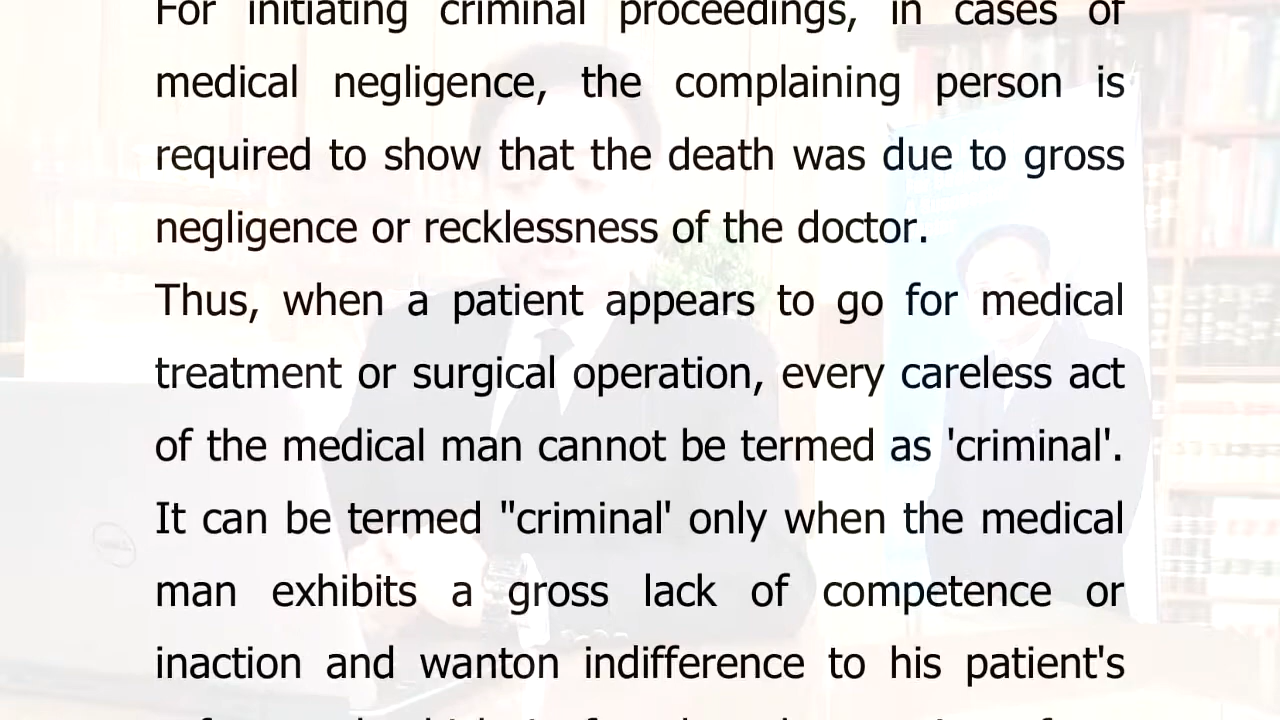 For initiating criminal proceedings, in cases of
medical negligence, the complaining person is
required to show that the death was due to gross
negligence or recklessness of the doctor.
Thus, when a patient appears to go for medical
treatment or surgical operation, every careless act
of the medical man cannot be termed as 'criminal'.
It can be termed "criminal' only when the medical
man exhibits a gross lack of competence or
inaction and wanton indifference to his patient's